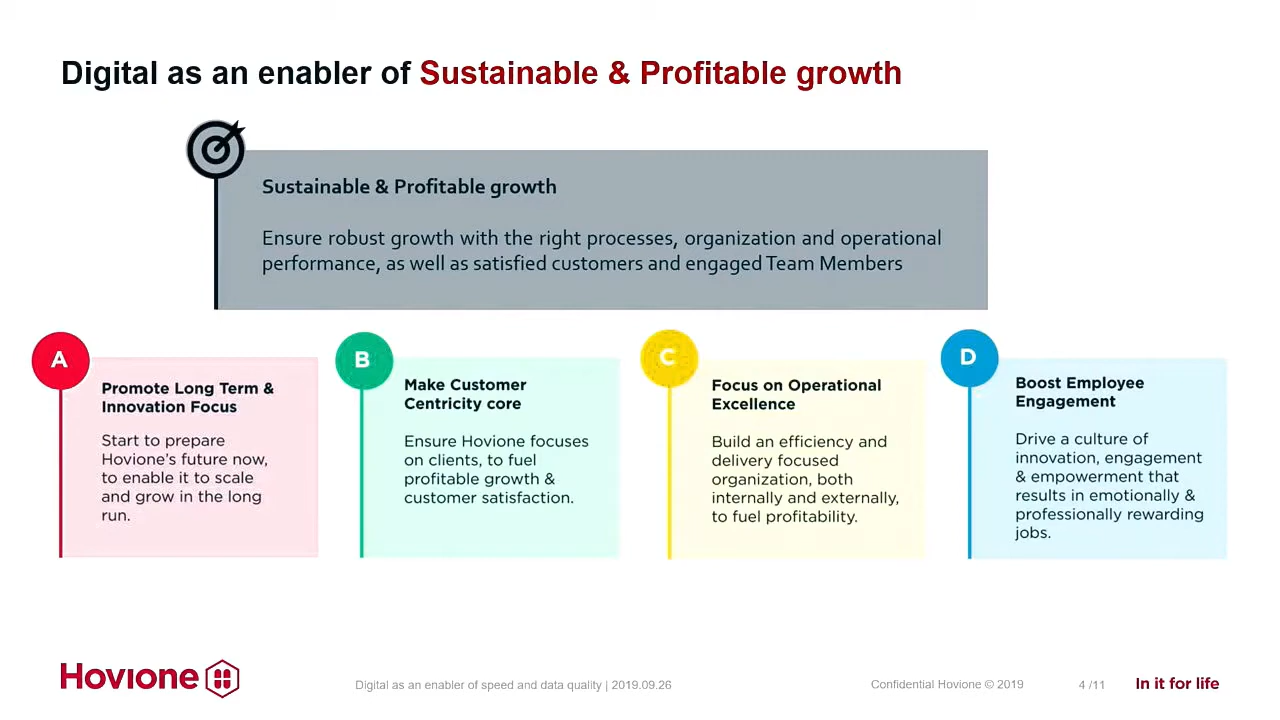 Digital as an enabler of Sustainable & Profitable growth
Sustainable & Profitable growth
Ensure robust growth with the right processes, organization and operational
performance, as well as satisfied customers and engaged Team Members
A
Promote Long Term &
Innovation Focus
Start to prepare
Hovione's future now,
to enable it to scale
and grow in the long
run.
B
Make Customer
Centricity core
Ensure Hovione focuses
on clients, to fuel
profitable growth &
customer satisfaction.
C
Focus on Operational
Excellence
Build an efficiency and
delivery focused
organization, both
internally and externally,
to fuel profitability.
D
Boost Employee
Engagement
Drive a culture of
innovation, engagement
& empowerment that
results in emotionally &
professionally rewarding
jobs.
Hovione
Digital as an enabler of speed and data quality | 2019.09.26
Confidential Hovione © 2019
4 /11
In it for life